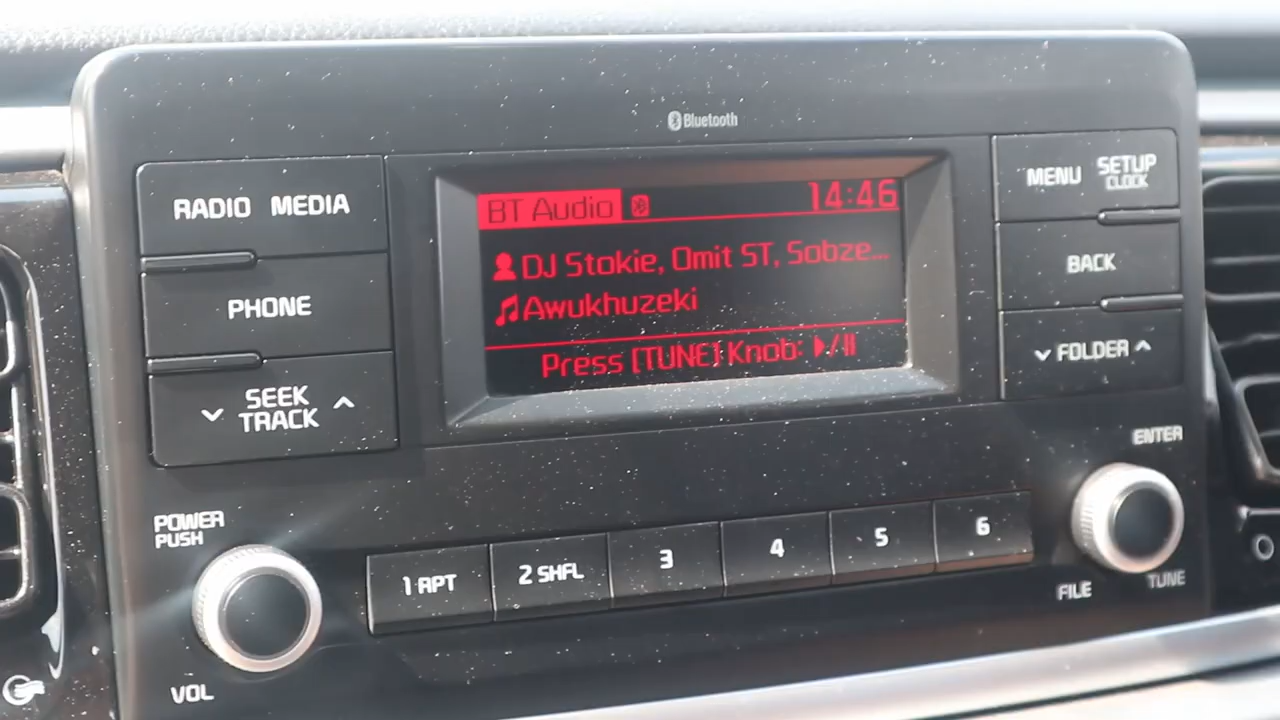 Bluetooth
RADIO MEDIA
PHONE
SEEK
TRACK
BT Audio 14:46
DJ Stokie, Omit ST, Sobze...
Awukhuzeki
Press [TUNE] Knob: /
MENU SETUP
CLOCK
BACK
FOLDER
POWER
PUSH
VOL
1 RPT
2 SHFL
3
4
5
6
ENTER
FILE
TUNE